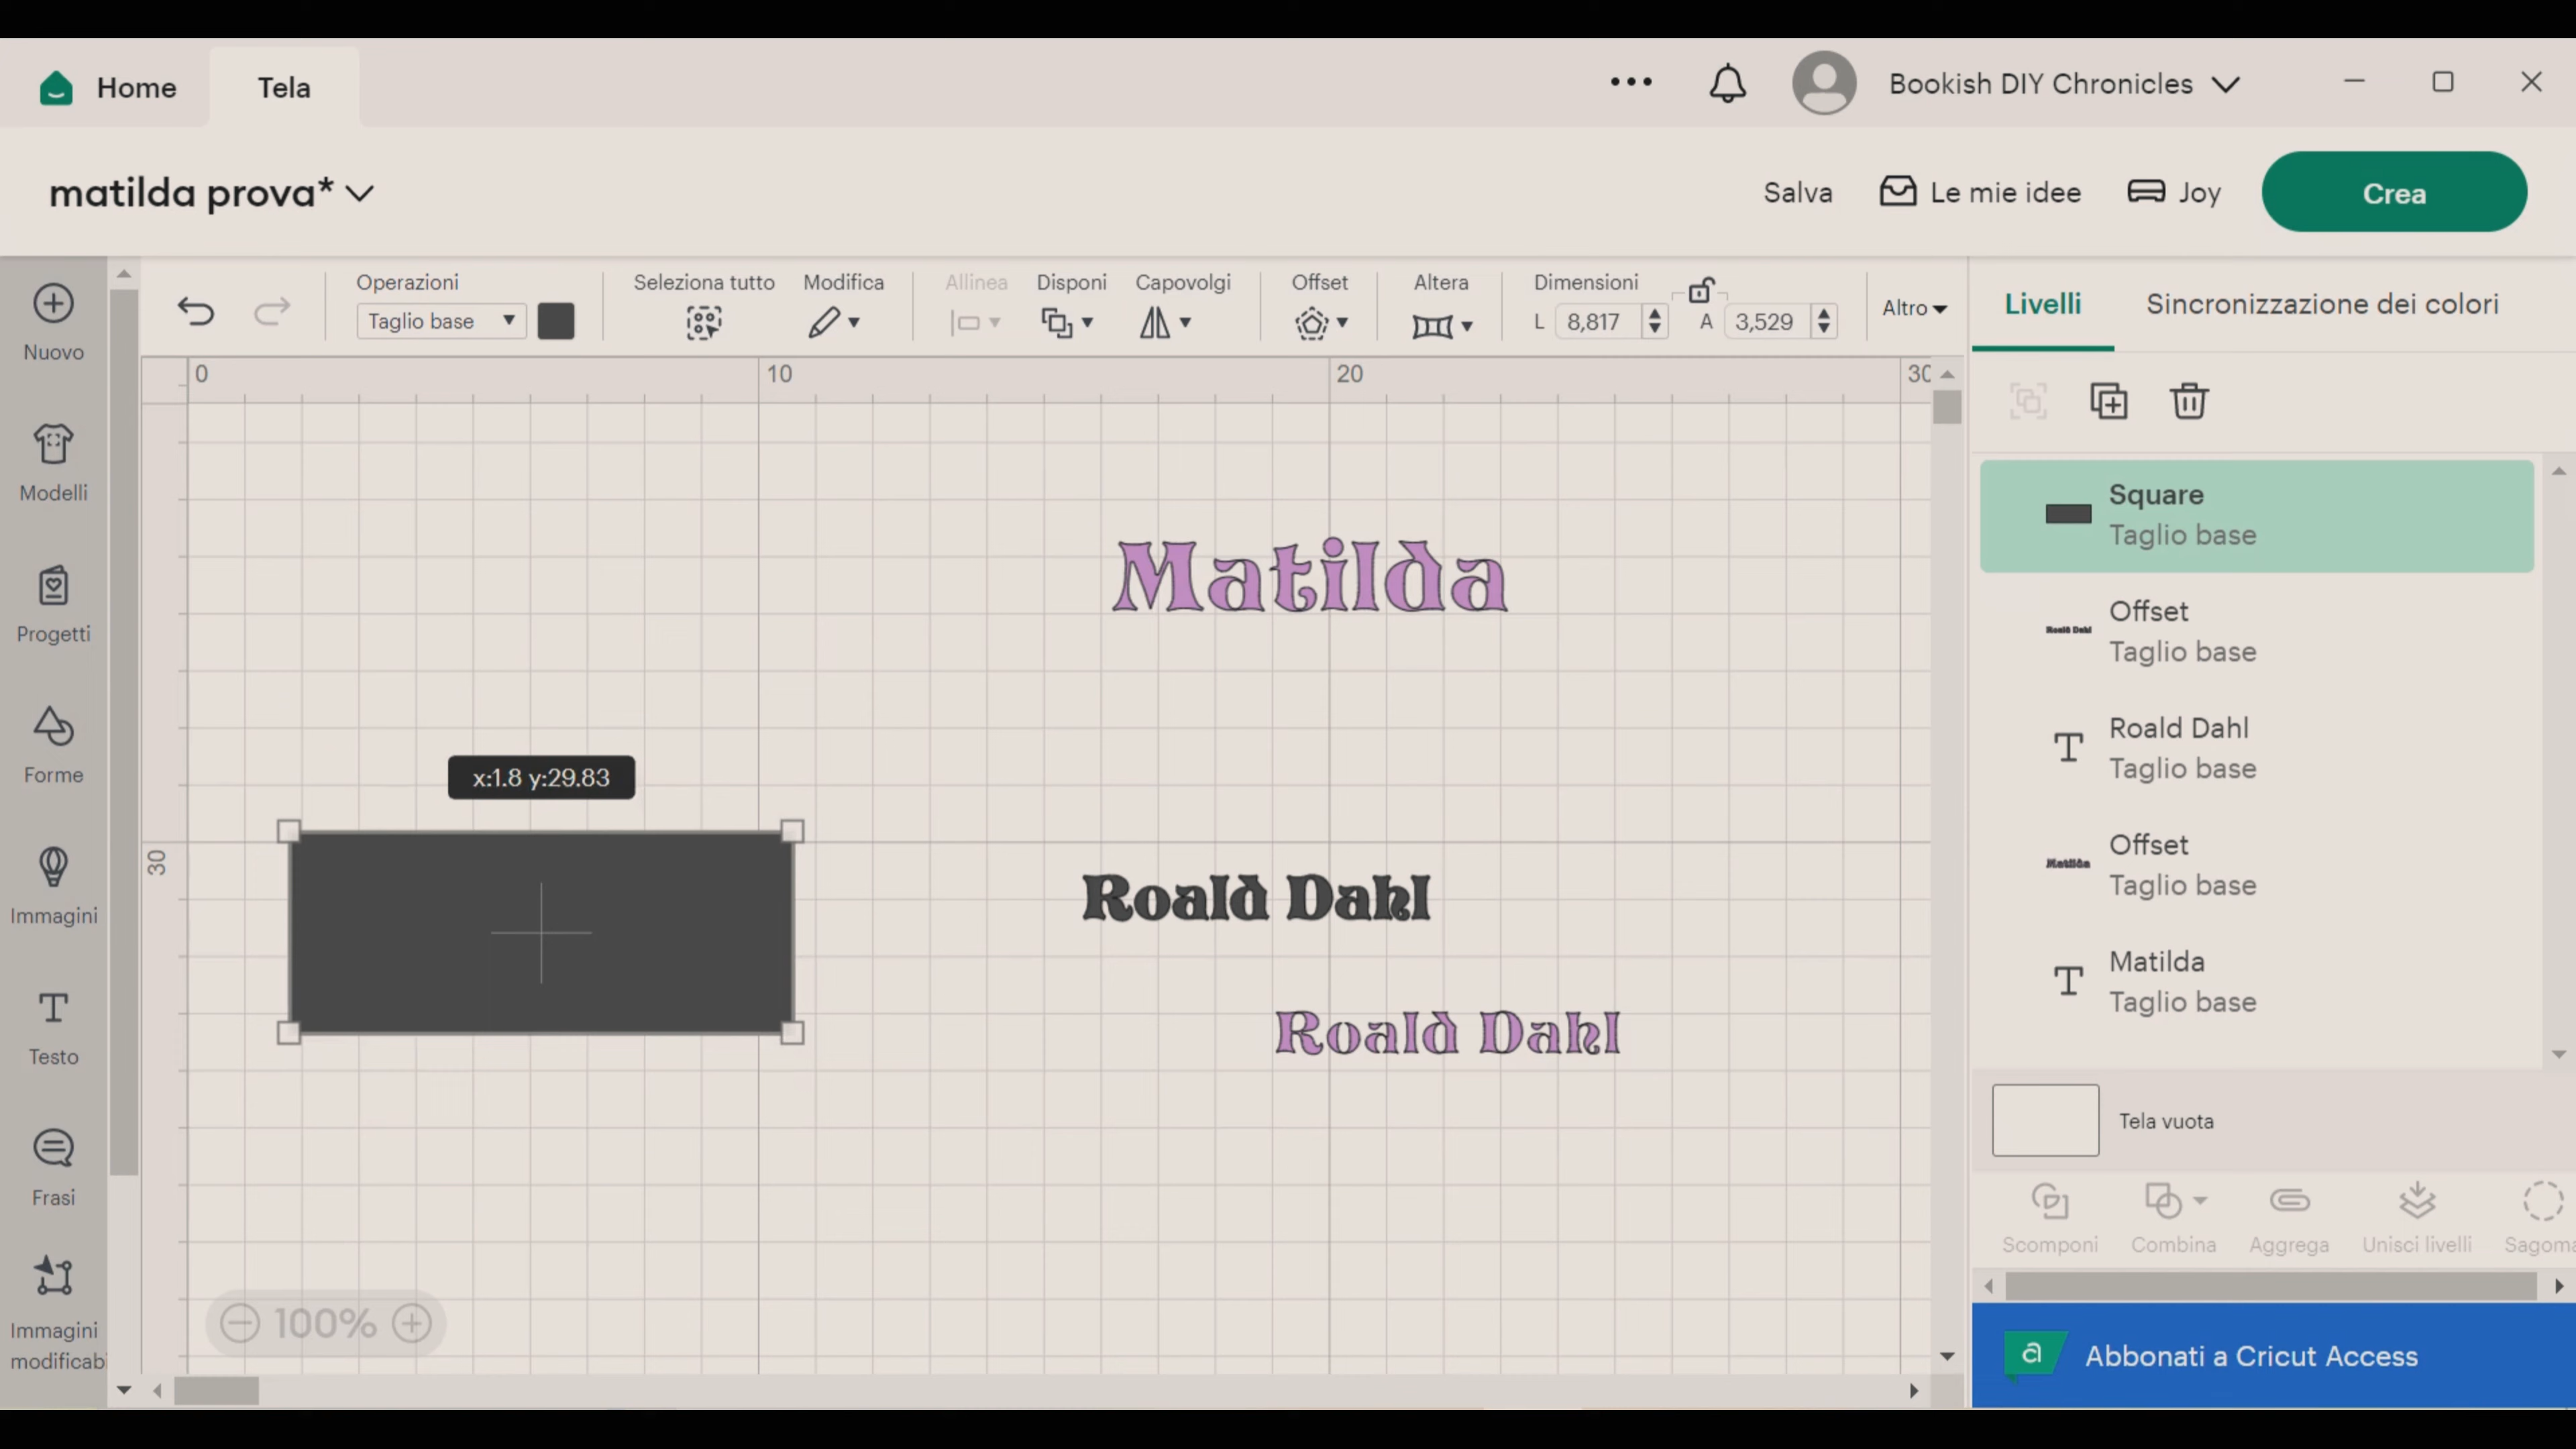 Home
Tela
Bookish DIY Chronicles
matilda prova*
Salva
Le mie idee
Joy
Crea
Operazioni
Taglio base
Seleziona tutto
Modifica
Allinea
Disponi
Capovolgi
Offset
Altera
Dimensioni
L 8,817
A 3,529
Altro
Livelli
Sincronizzazione dei colori
Nuovo
Modelli
Progetti
Forme
Immagini
Testo
Frasi
Immagini
modificab
0
10
20
30
30
Matilda
x:1.8 y:29.83
Roald Dahl
Roald Dahl
100%
Square
Taglio base
Roald Dahl
Offset
Taglio base
Roald Dahl
Taglio base
Matilda
Offset
Taglio base
Matilda
Taglio base
Tela vuota
Scomponi
Combina
Aggrega
Unisci livelli
Sagoma
Abbonati a Cricut Access